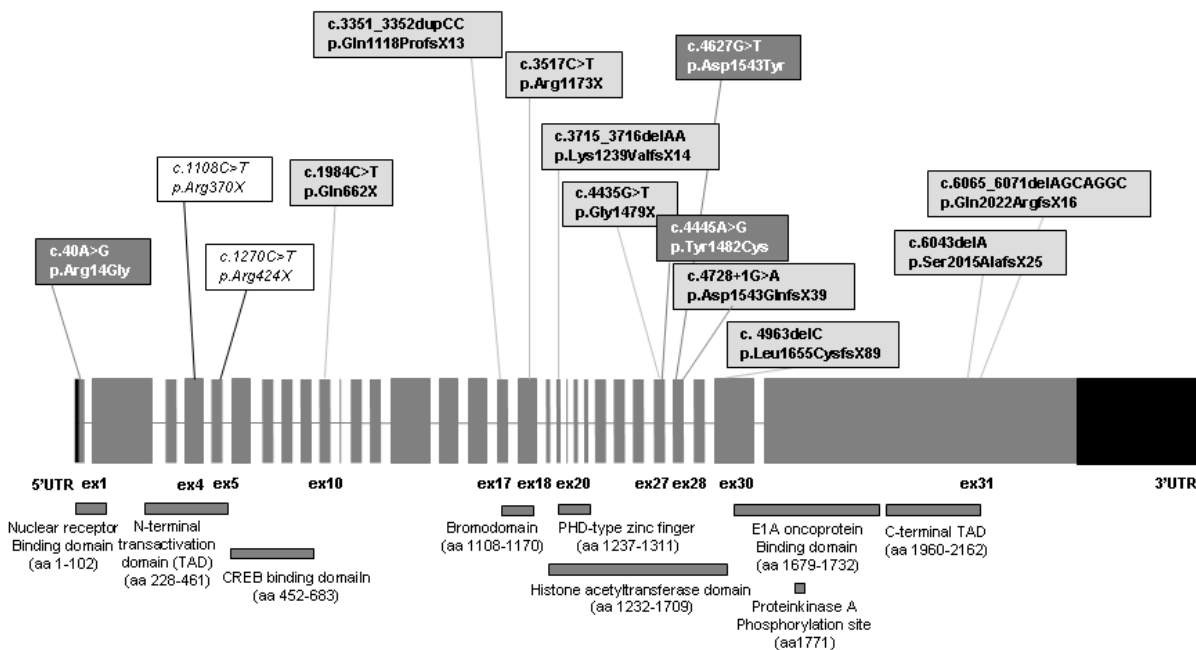 c.3351_3352dupCC
p.Gln1118ProfsX13
c.4627G>T
p.Asp1543Tyr
c.3517C>T
p.Arg1173X
c.3715_3716delAA
p.Lys1239ValfsX14
c.1108C>T
p.Arg370X
c.1984C>T
p.Gln662X
c.4435G>T
p.Gly1479X
c.6065_6071delAGCAGGC
p.Gln2022ArgfsX16
c.40A>G
p.Arg14Gly
c.1270C>T
p.Arg424X
c.4445A>G
p.Tyr1482Cys
c.6043delA
p.Ser2015AlafsX25
c.4728+1G>A
p.Asp1543GlnfsX39
c. 4963delC
p.Leu1655CysfsX89
5'UTR ex1 ex4 ex5 ex10 ex17 ex18 ex20 ex27 ex28 ex30 ex31 3'UTR
Nuclear receptor
Binding domain
(aa 1-102)
N-terminal
transactivation
domain (TAD)
(aa 228-461)
CREB binding domaiIn
(aa 452-683)
Bromodomain
(aa 1108-1170)
PHD-type zinc finger
(aa 1237-1311)
Histone acetyltransferase domain
(aa 1232-1709)
E1A oncoprotein
Binding domain
(aa 1679-1732)
Proteinkinase A
Phosphorylation site
(aa1771)
C-terminal TAD
(aa 1960-2162)